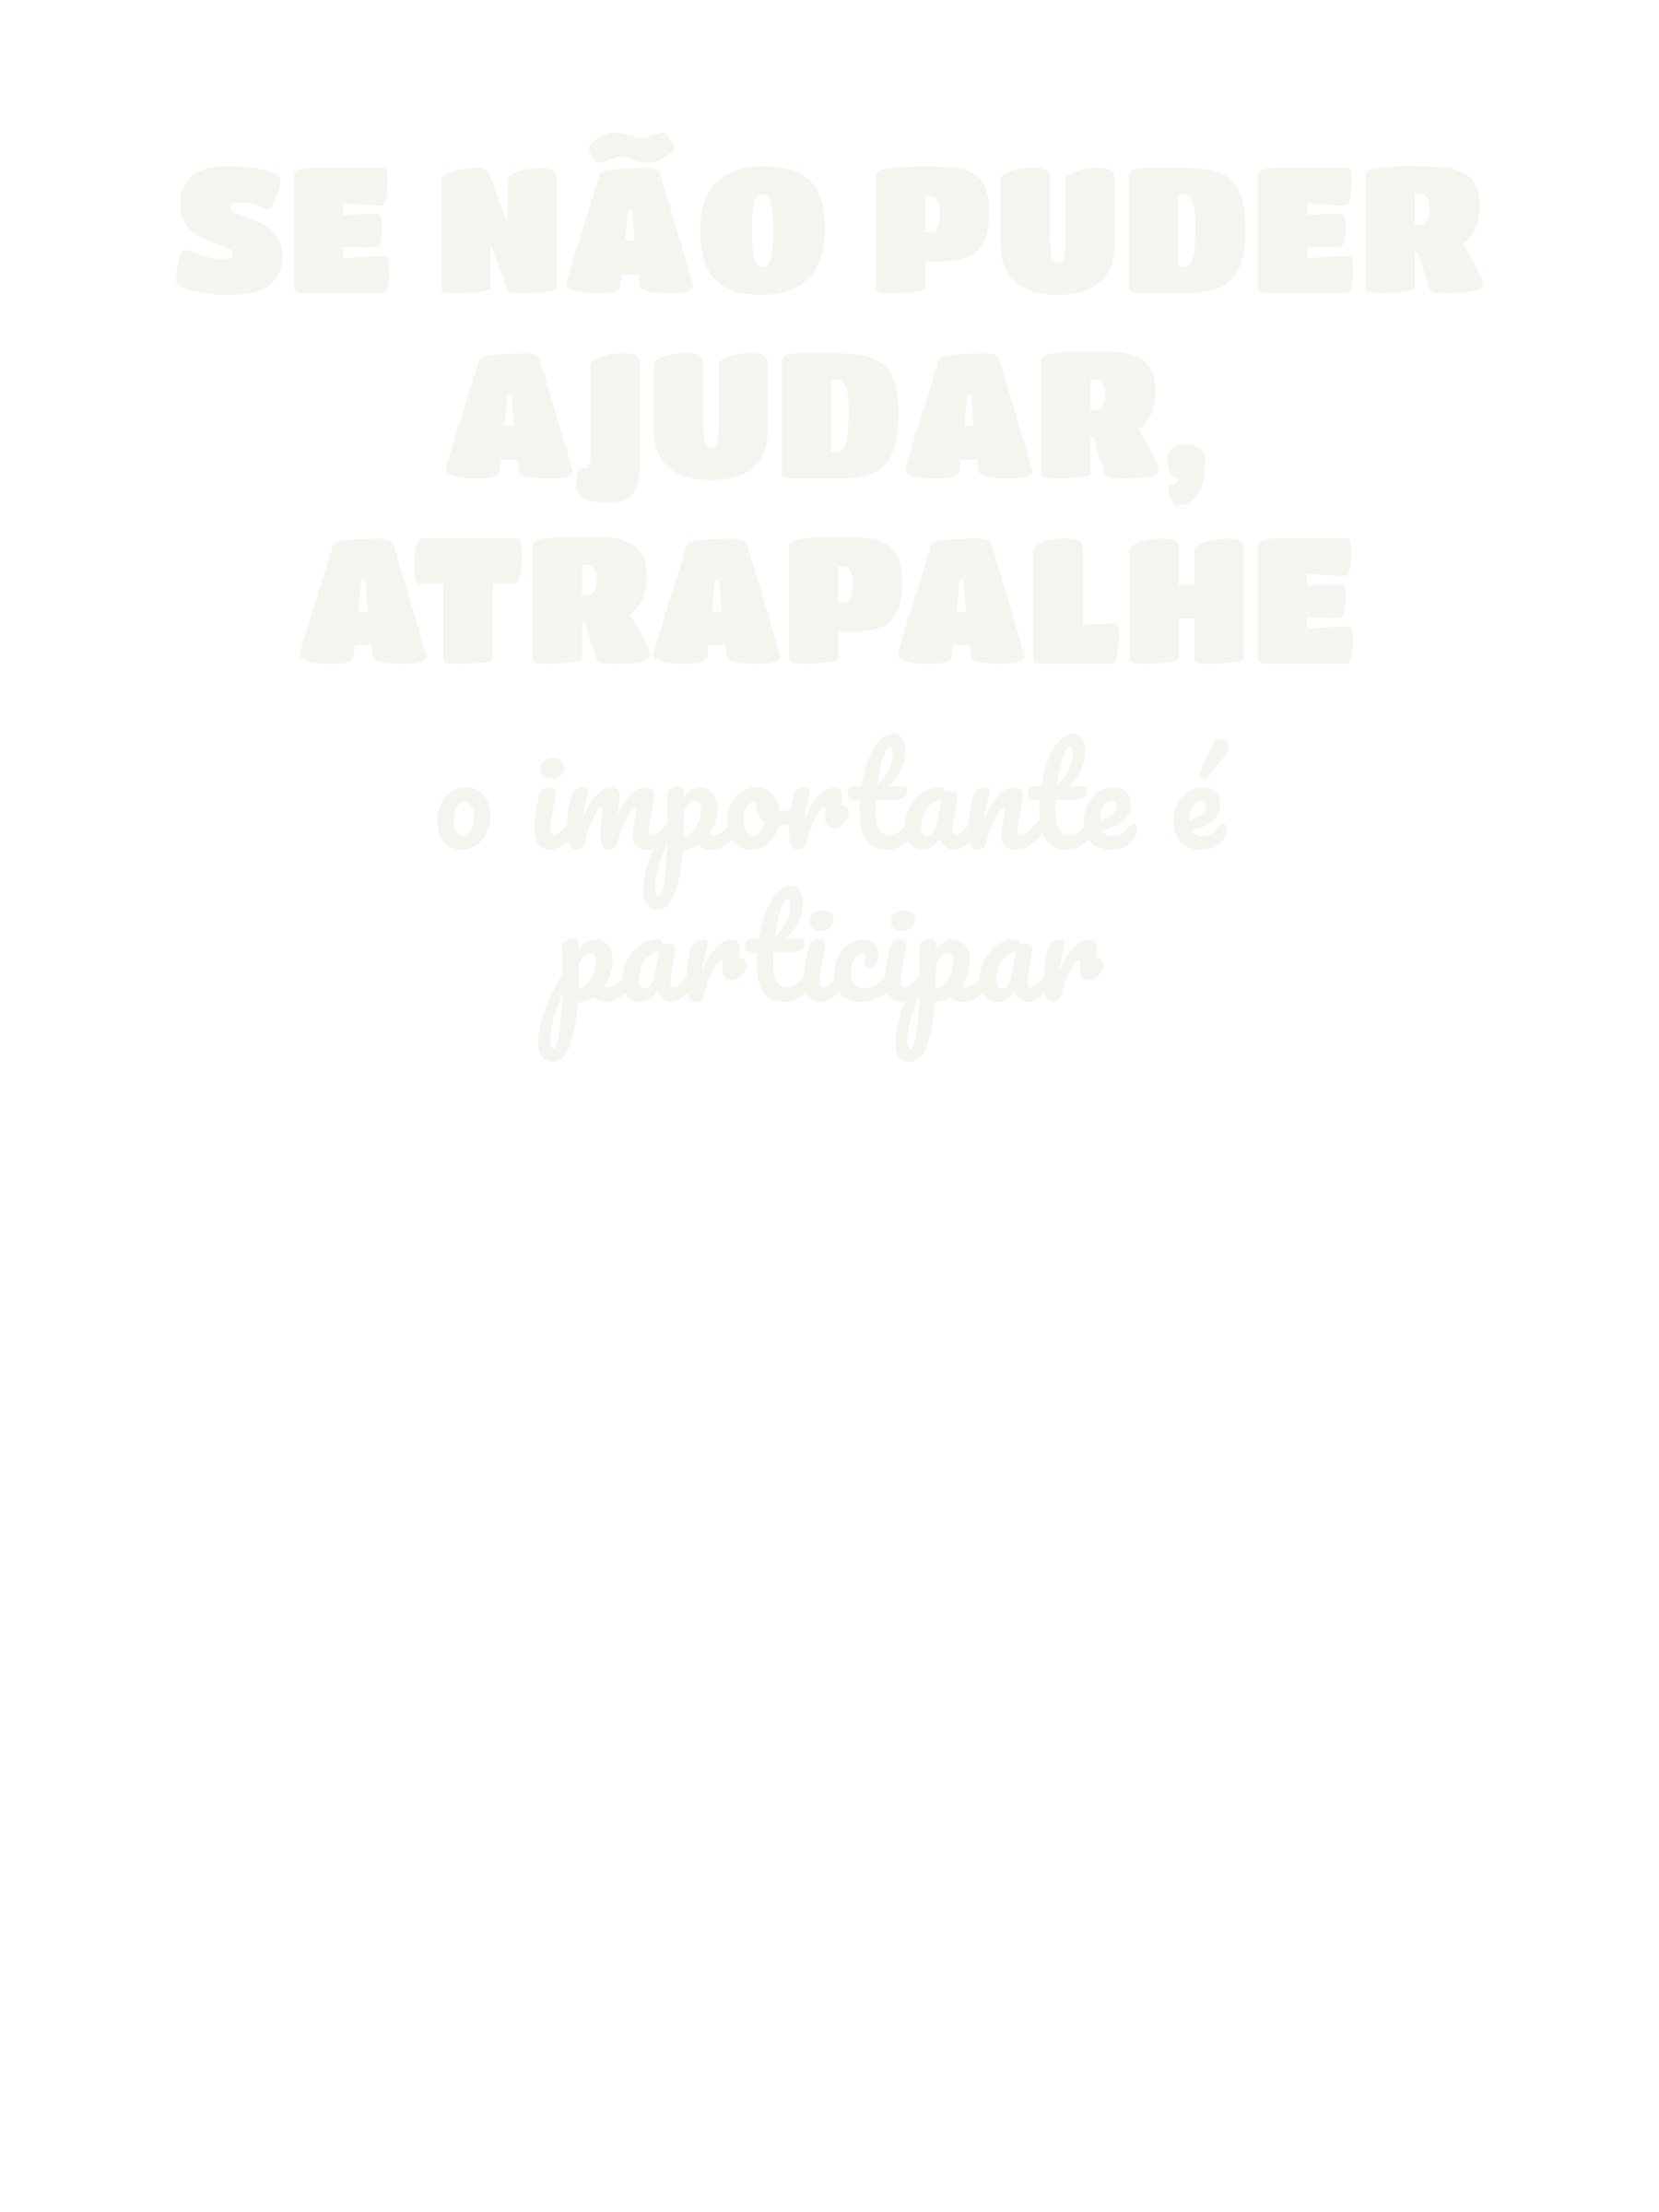 SE NÃO PUDER
AJUDAR,
ATRAPALHE
o importante é
participar